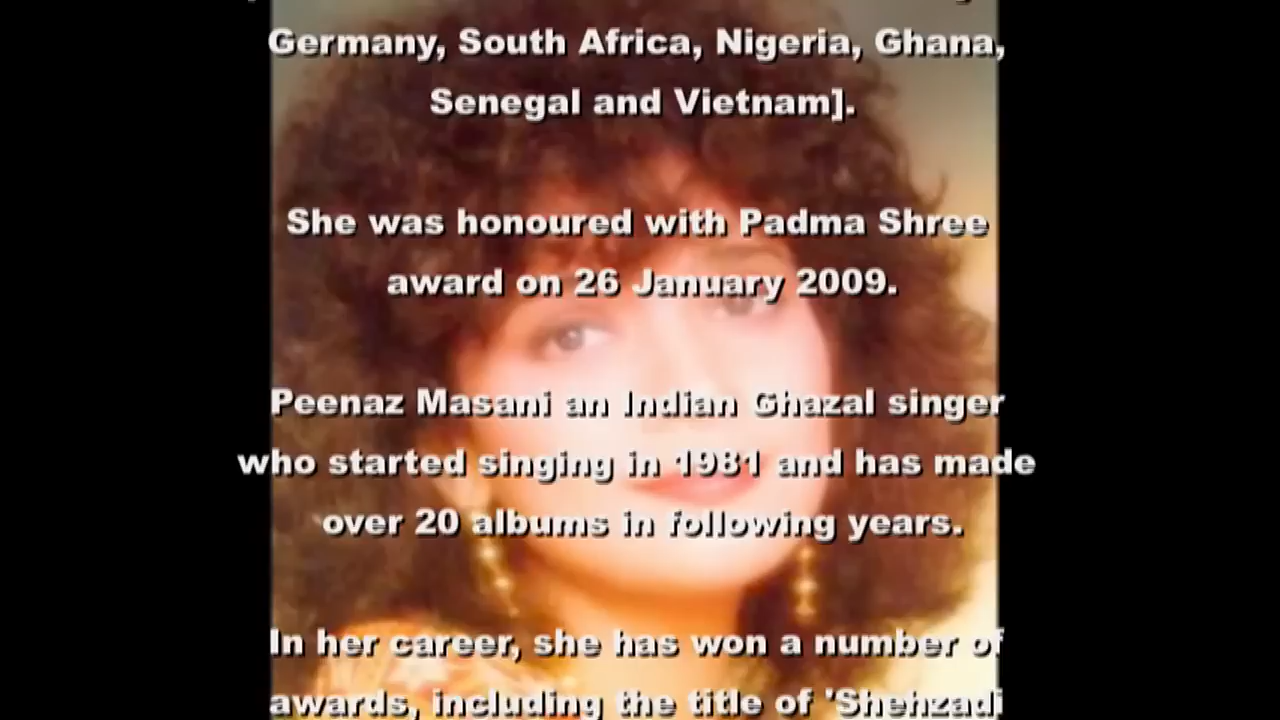 Germany, South Africa, Nigeria, Ghana,
Senegal and Vietnam].
She was honoured with Padma Shree
award on 26 January 2009.
Peenaz Masani an Indian Ghazal singer
who started singing in 1981 and has made
over 20 albums in following years.
In her career, she has won a number of
awards, including the title of 'Shehzadi